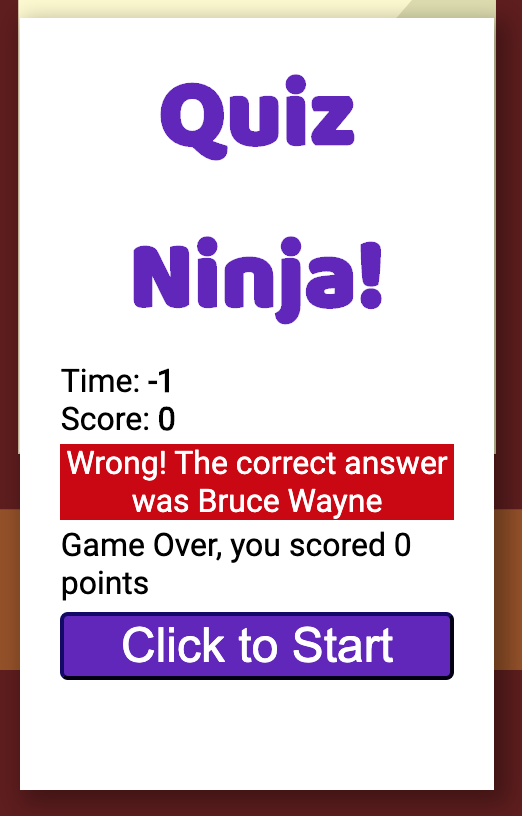 Quiz
Ninja!
Time: -1
Score: 0
Wrong! The correct answer
was Bruce Wayne
Game Over, you scored 0
points
Click to Start